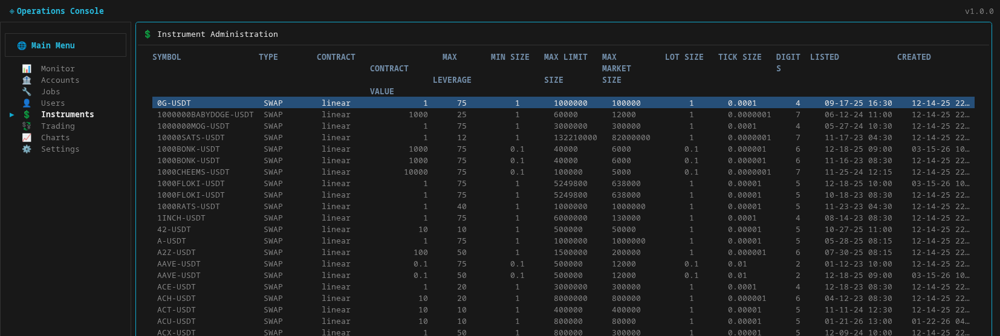 ◈ Operations Console v1.0.0
💲 Instrument Administration
🌐 Main Menu
SYMBOL TYPE CONTRACT MAX MIN SIZE MAX LIMIT MAX LOT SIZE TICK SIZE DIGIT LISTED CREATED
📊 Monitor
CONTRACT MARKET S
🏦 Accounts
LEVERAGE SIZE SIZE
🔧 Jobs
VALUE
👤 Users
0G-USDT SWAP linear 1 75 1 1000000 100000 1 0.0001 4 09-17-25 16:30 12-14-25 22…
▶ 💲 Instruments
1000000BABYDOGE-USDT SWAP linear 1000 25 1 60000 12000 1 0.0000001 7 06-12-24 11:00 12-14-25 22…
💱 Trading
1000000MOG-USDT SWAP linear 1 75 1 3000000 300000 1 0.0001 4 05-27-24 10:30 12-14-25 22…
📈 Charts
10000SATS-USDT SWAP linear 1 12 1 132210000 82000000 1 0.0000001 7 11-17-23 04:30 12-14-25 22…
⚙️ Settings
1000BONK-USDT SWAP linear 1000 75 0.1 40000 6000 0.1 0.000001 6 12-18-25 09:00 03-15-26 10…
1000BONK-USDT SWAP linear 1000 75 0.1 40000 6000 0.1 0.000001 6 11-16-23 08:30 12-14-25 22…
1000CHEEMS-USDT SWAP linear 10000 75 0.1 100000 5000 0.1 0.0000001 7 11-25-24 12:15 12-14-25 22…
1000FLOKI-USDT SWAP linear 1 75 1 5249800 638000 1 0.00001 5 12-18-25 10:00 03-15-26 10…
1000FLOKI-USDT SWAP linear 1 75 1 5249800 638000 1 0.00001 5 10-18-23 08:30 12-14-25 22…
1000RATS-USDT SWAP linear 1 40 1 1000000 1000000 1 0.00001 5 11-23-23 04:30 12-14-25 22…
1INCH-USDT SWAP linear 1 75 1 6000000 130000 1 0.0001 4 08-14-23 08:30 12-14-25 22…
42-USDT SWAP linear 10 10 1 500000 50000 1 0.00001 5 10-27-25 11:00 12-14-25 22…
A-USDT SWAP linear 1 75 1 1000000 1000000 1 0.00001 5 05-28-25 08:15 12-14-25 22…
A2Z-USDT SWAP linear 100 50 1 1500000 200000 1 0.000001 6 07-30-25 08:15 12-14-25 22…
AAVE-USDT SWAP linear 0.1 75 0.1 500000 12000 0.1 0.01 2 01-12-23 10:00 12-14-25 22…
AAVE-USDT SWAP linear 0.1 50 0.1 500000 12000 0.1 0.01 2 12-18-25 09:00 03-15-26 10…
ACE-USDT SWAP linear 1 20 1 3000000 300000 1 0.0001 4 12-18-23 08:30 12-14-25 22…
ACH-USDT SWAP linear 10 20 1 8000000 800000 1 0.000001 6 04-12-23 08:30 12-14-25 22…
ACT-USDT SWAP linear 10 10 1 400000 400000 1 0.00001 5 11-11-24 12:30 12-14-25 22…
ACU-USDT SWAP linear 10 10 1 800000 80000 1 0.00001 5 01-21-26 13:00 01-22-26 04…
ACX-USDT SWAP linear 1 50 1 800000 300000 1 0.00001 5 12-09-24 10:00 12-14-25 22…